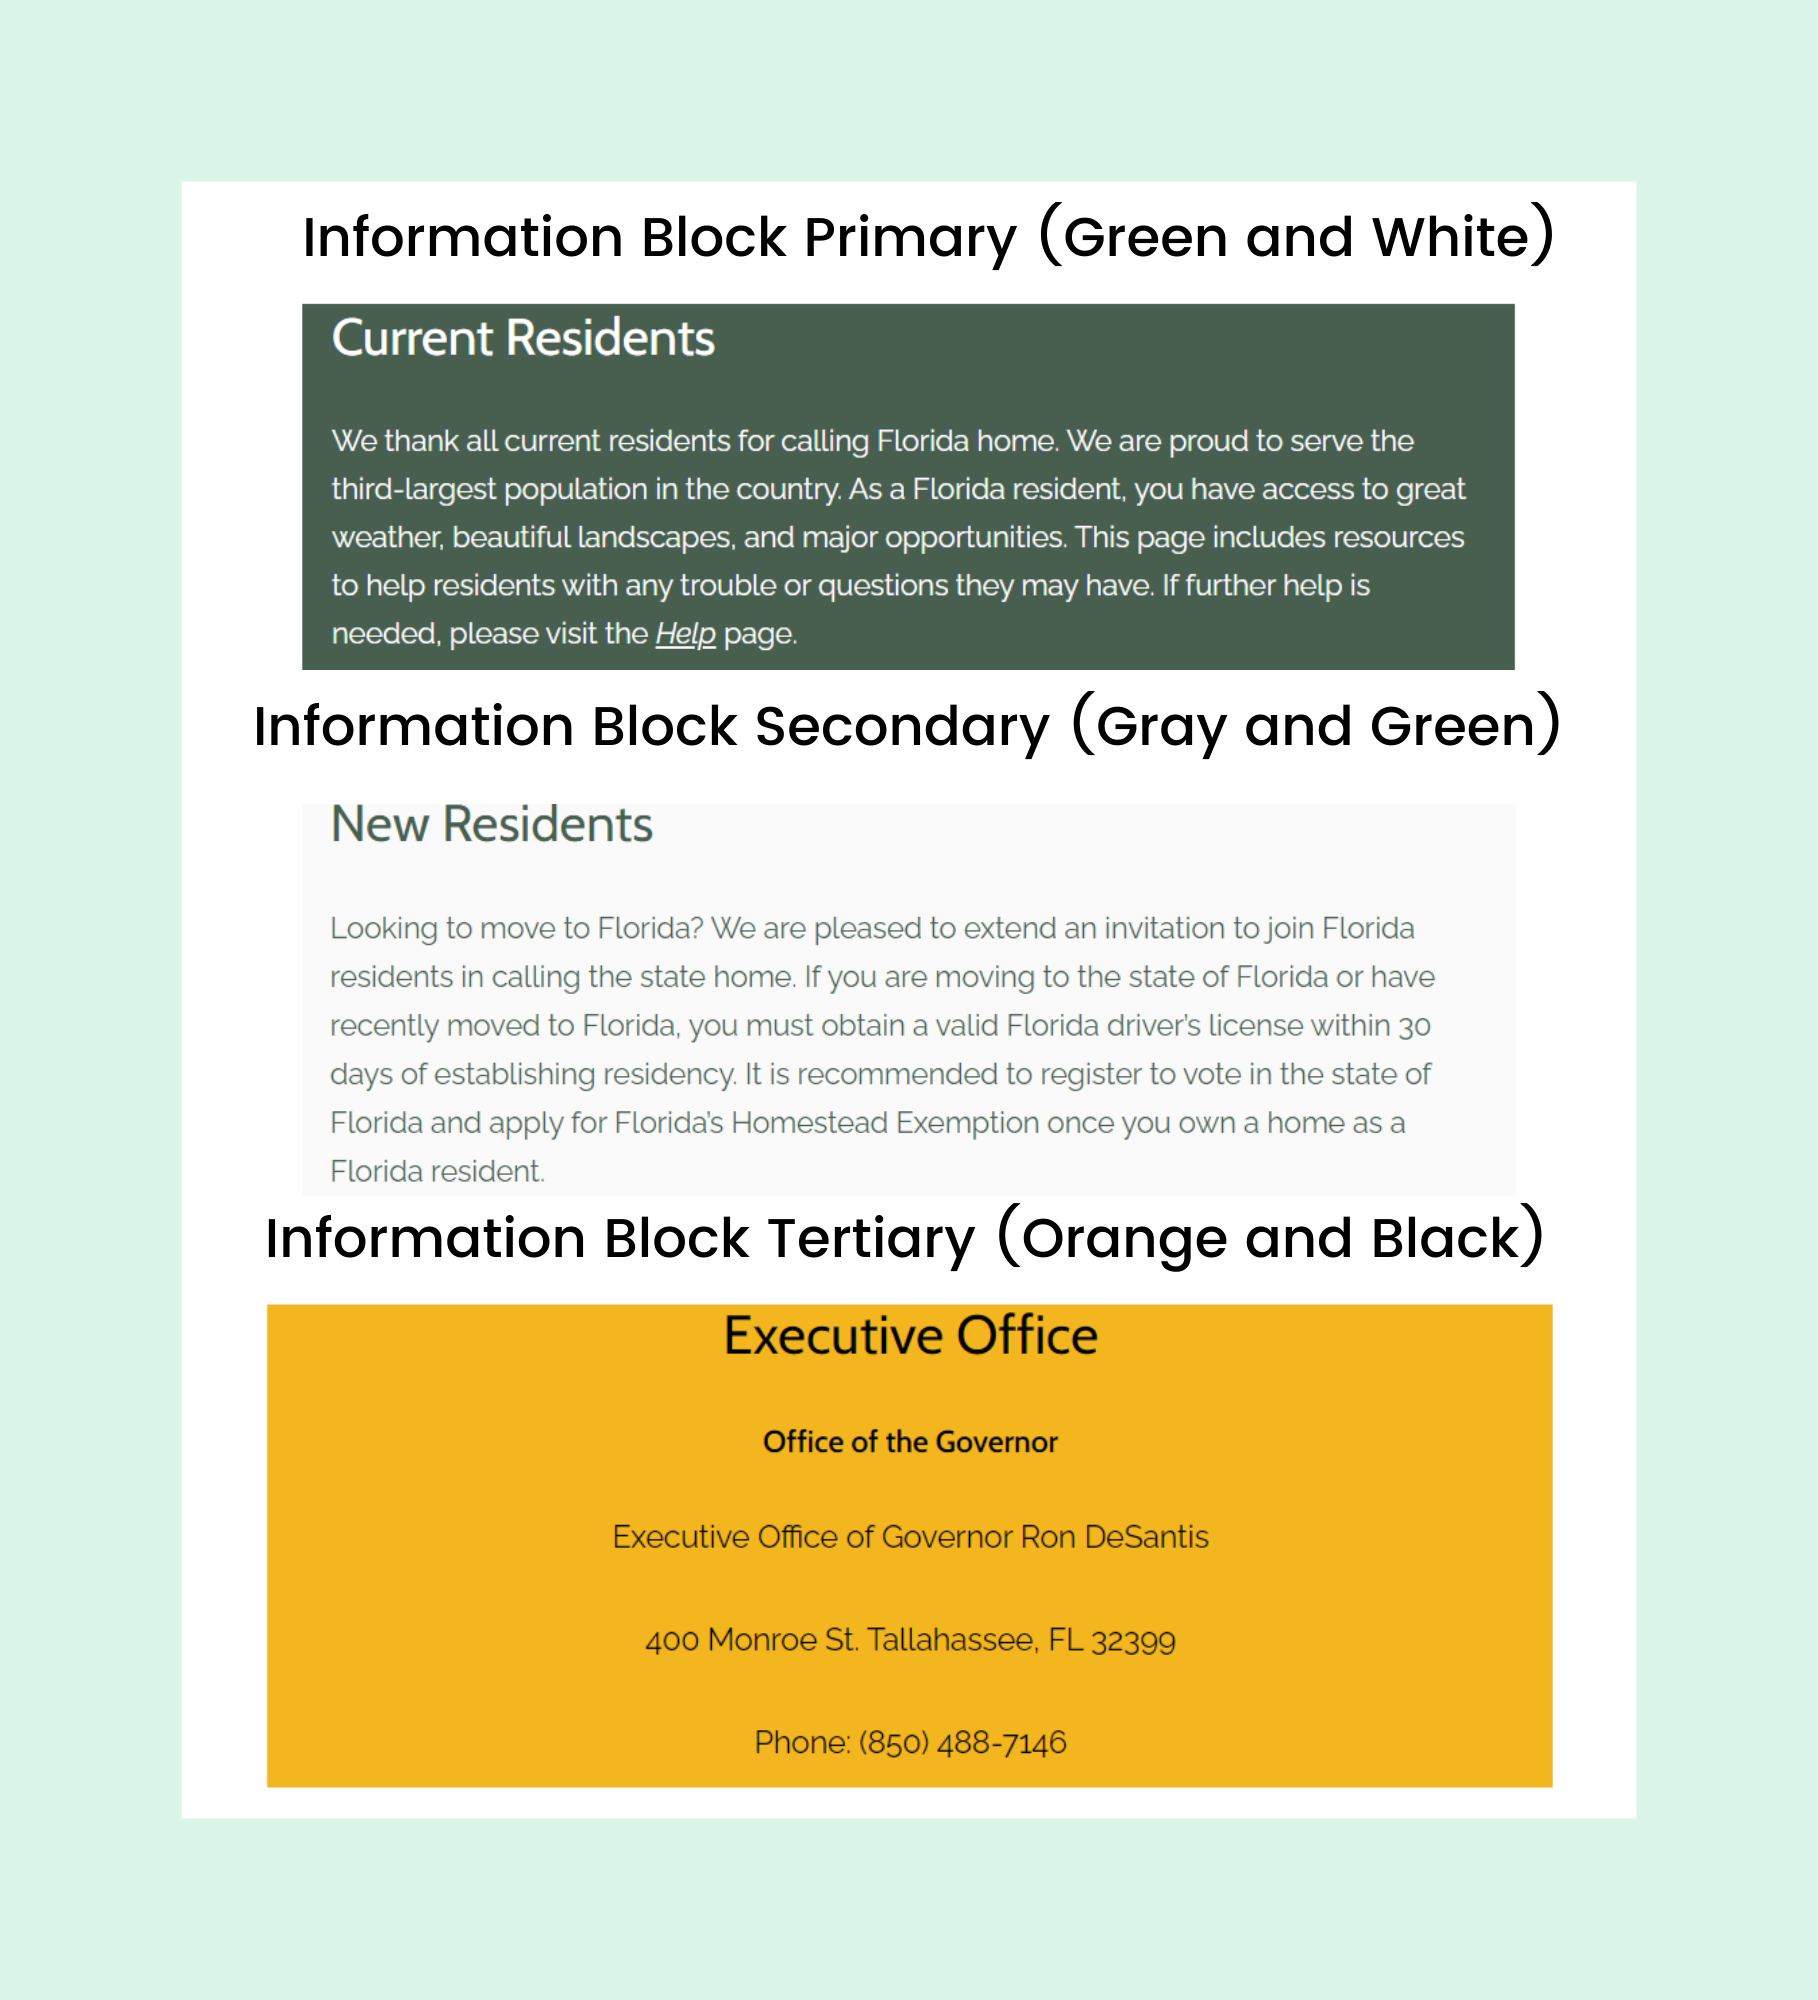 Information Block Primary (Green and White)
Current Residents
We thank all current residents for calling Florida home. We are proud to serve the
third-largest population in the country. As a Florida resident, you have access to great
weather, beautiful landscapes, and major opportunities. This page includes resources
to help residents with any trouble or questions they may have. If further help is
needed, please visit the Help page.
Information Block Secondary (Gray and Green)
New Residents
Looking to move to Florida? We are pleased to extend an invitation to join Florida
residents in calling the state home. If you are moving to the state of Florida or have
recently moved to Florida, you must obtain a valid Florida driver’s license within 30
days of establishing residency. It is recommended to register to vote in the state of
Florida and apply for Florida’s Homestead Exemption once you own a home as a
Florida resident.
Information Block Tertiary (Orange and Black)
Executive Office
Office of the Governor
Executive Office of Governor Ron DeSantis
400 Monroe St. Tallahassee, FL 32399
Phone: (850) 488-7146